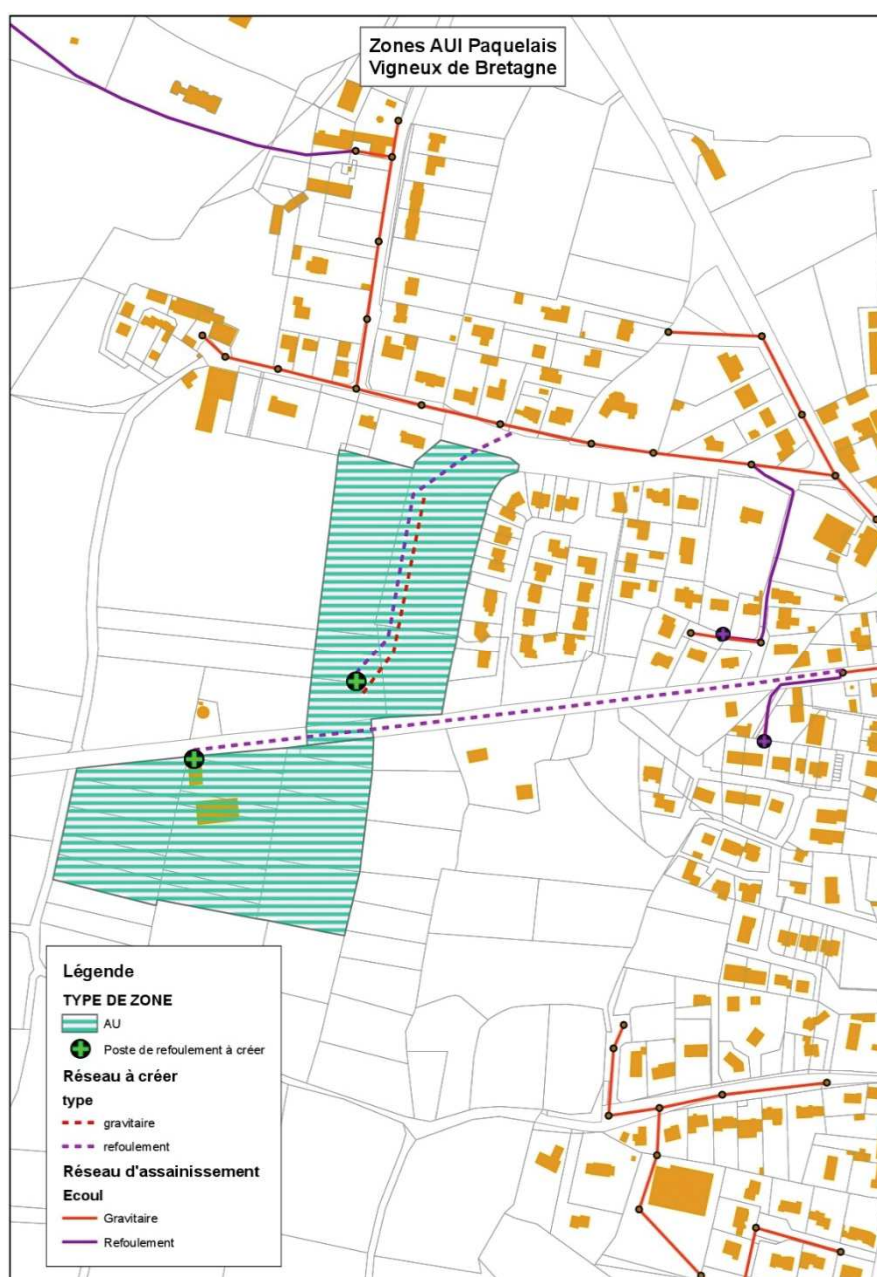 Zones AUI Paquelais
Vigneux de Bretagne
Légende
TYPE DE ZONE
AU
Poste de refoulement à créer
Réseau à créer
type
gravitaire
refoulement
Réseau d'assainissement
Ecoul
Gravitaire
Refoulement